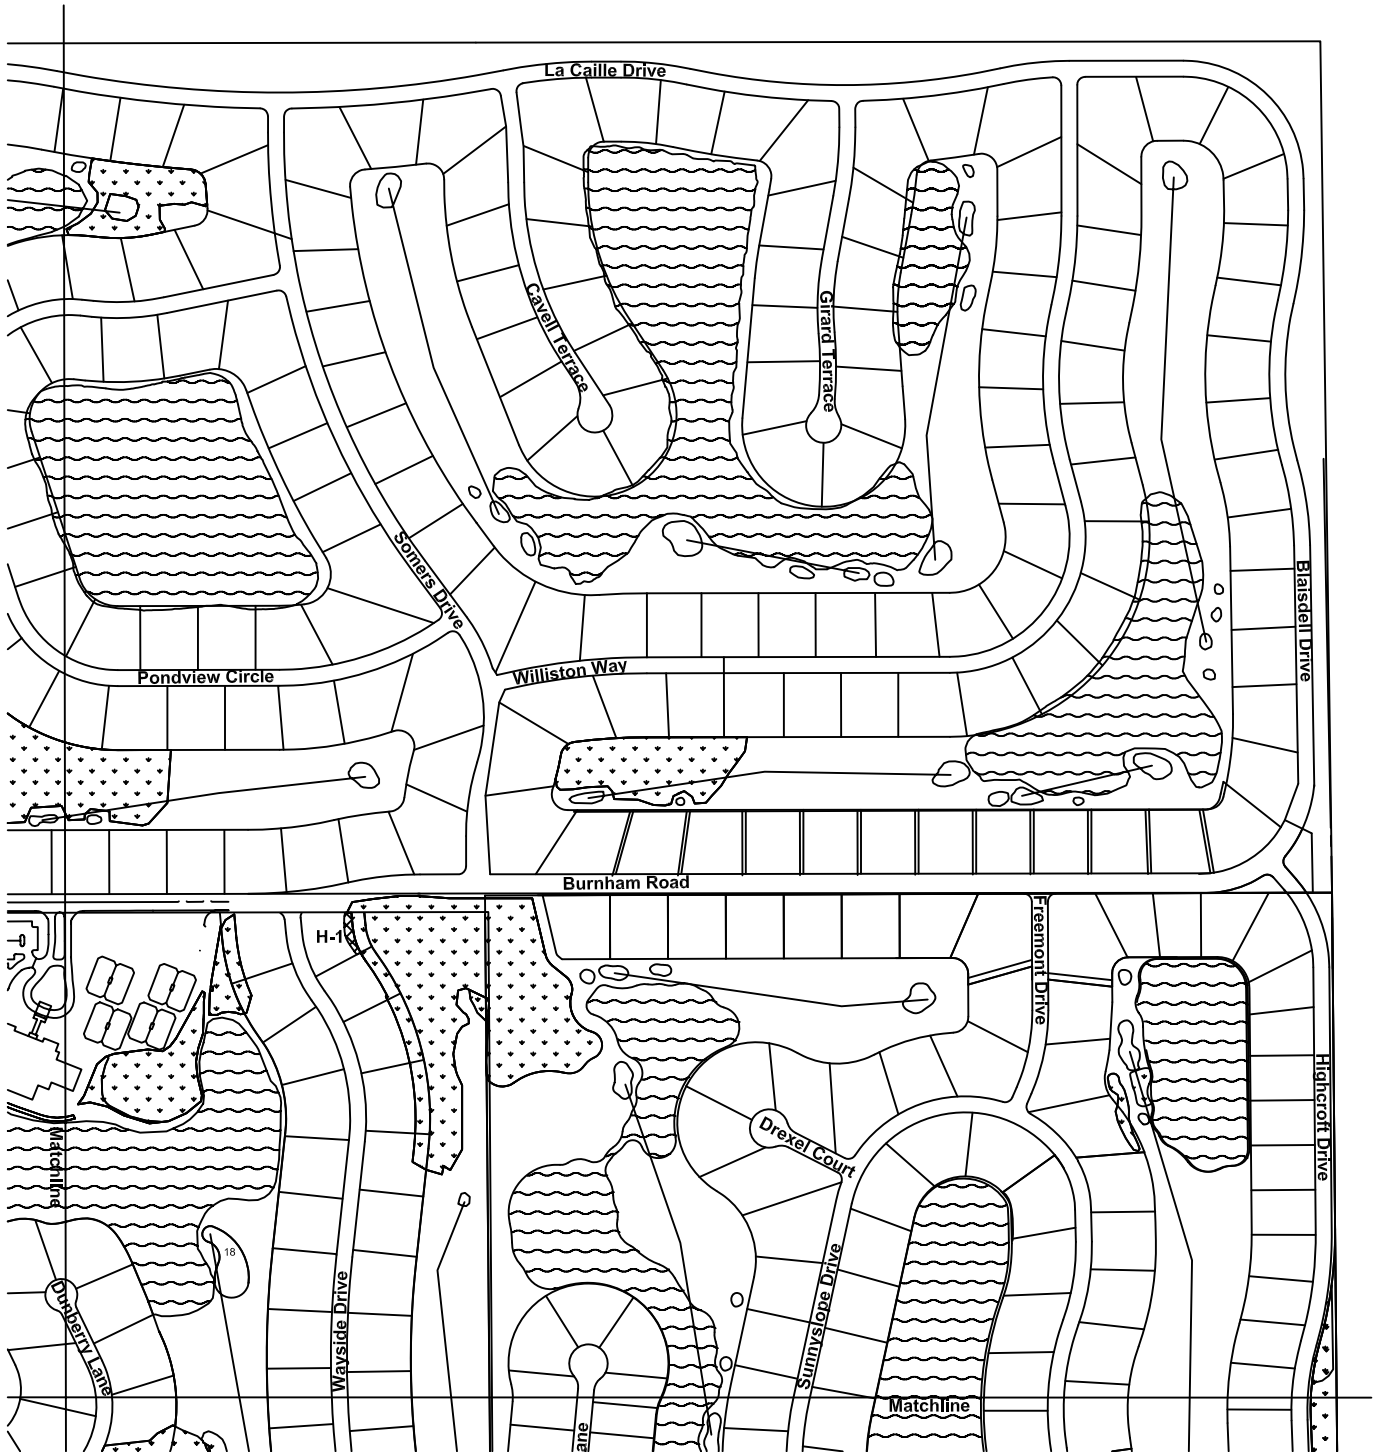 La Caille Drive
Cavell Terrace
Girard Terrace
Somers Drive
Blaisdell Drive
Pondview Circle
Williston Way
Burnham Road
H-1
Freemont Drive
Highcroft Drive
Matchline
Drexel Court
18
Dunberry Lane
Wayside Drive
Sunnyslope Drive
Matchline
ane